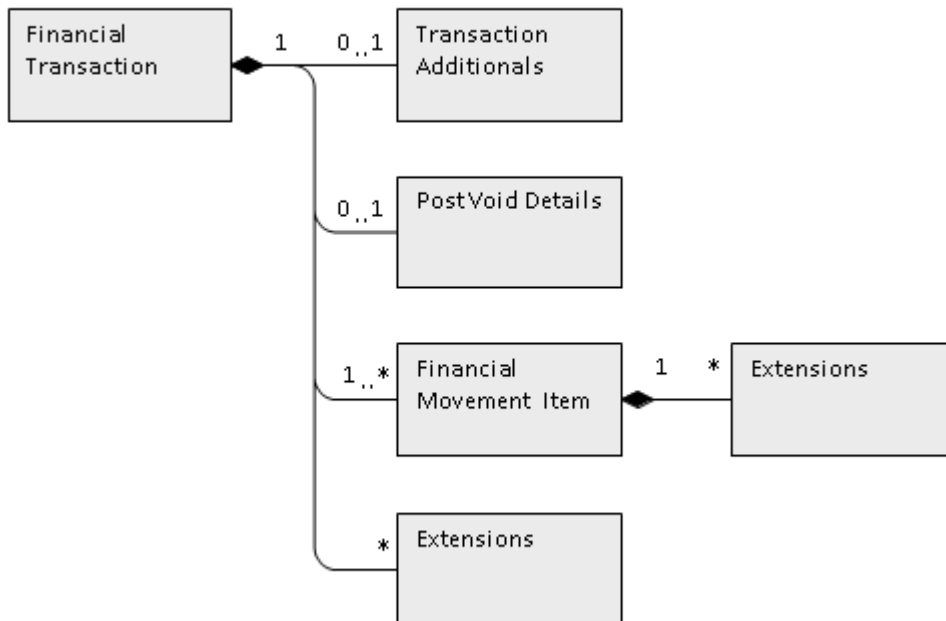 Financial
Transaction
1
0..1
Transaction
Additionals
0..1
PostVoid Details
1..*
Financial
Movement Item
1
*
Extensions
*
Extensions